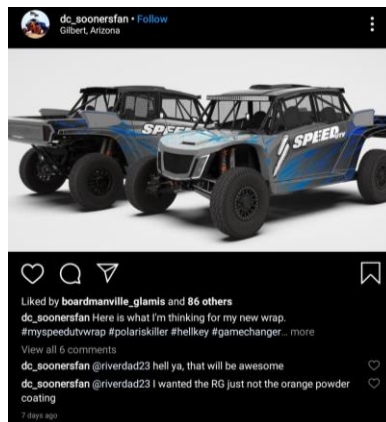 dc_soonersfan • Follow
Gilbert, Arizona
SPEED
SPEED UTV
Liked by boardmanville_glamis and 86 others
dc_soonersfan Here is what I'm thinking for my new wrap.
#myspeedutvwrap #polariskiller #hellkey #gamechanger... more
View all 6 comments
dc_soonersfan @riverdad23 hell ya, that will be awesome
dc_soonersfan @riverdad23 I wanted the RG just not the orange powder
coating
7 days ago